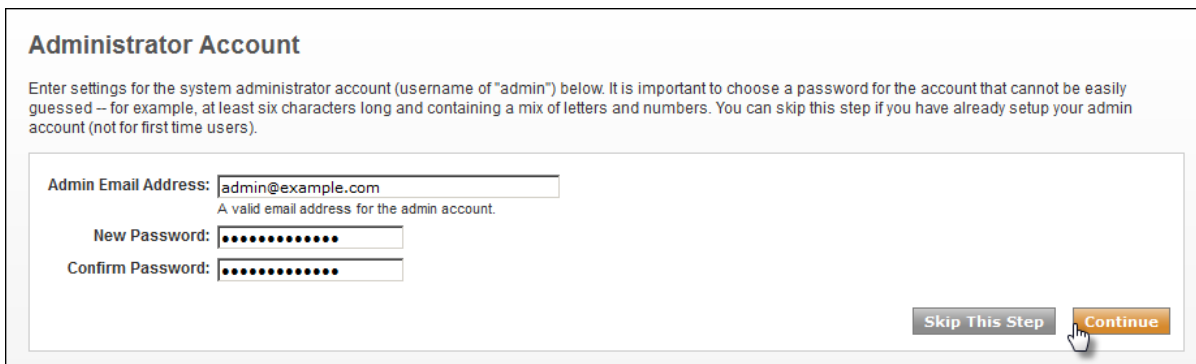 Administrator Account
Enter settings for the system administrator account (username of "admin") below. It is important to choose a password for the account that cannot be easily
guessed -- for example, at least six characters long and containing a mix of letters and numbers. You can skip this step if you have already setup your admin
account (not for first time users).
Admin Email Address: admin@example.com
A valid email address for the admin account.
New Password: •••••••••••••
Confirm Password: •••••••••••••
Skip This Step Continue